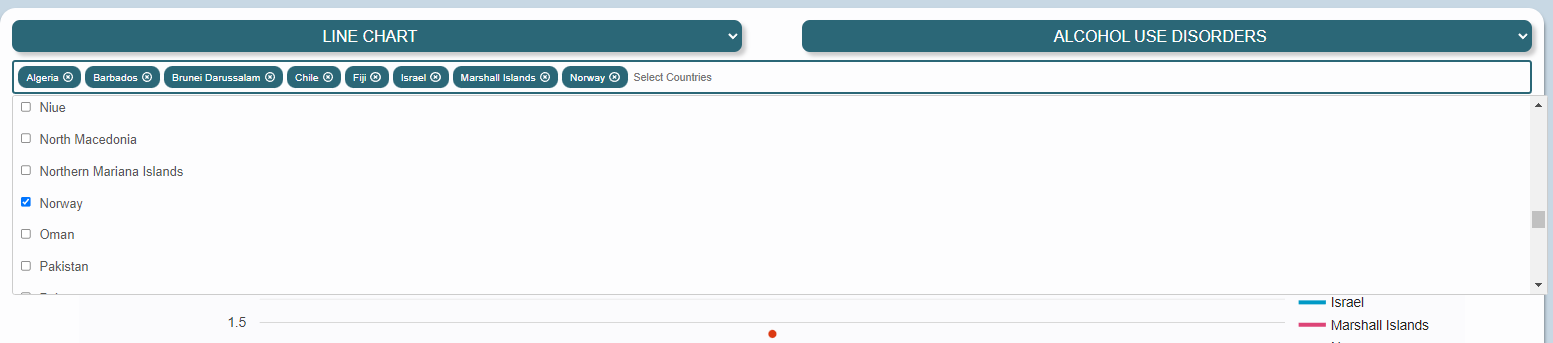 LINE CHART
ALCOHOL USE DISORDERS
Algeria Barbados Brunei Darussalam Chile Fiji Israel Marshall Islands Norway Select Countries
Niue
North Macedonia
Northern Mariana Islands
Norway
Oman
Pakistan
Israel
1.5
Marshall Islands